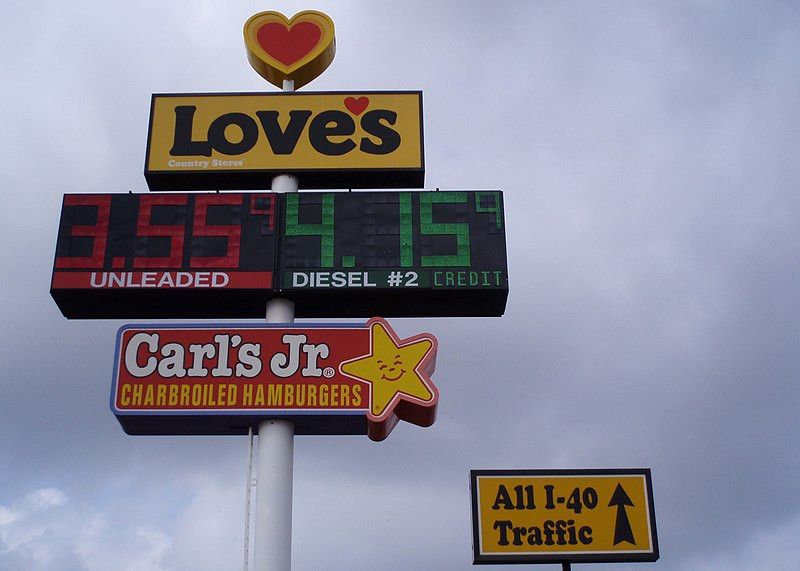 Love's
Country Stores
3.55 9 4.15 9
UNLEADED DIESEL #2 CREDIT
Carl's Jr.®
CHARBROILED HAMBURGERS
All I-40
Traffic